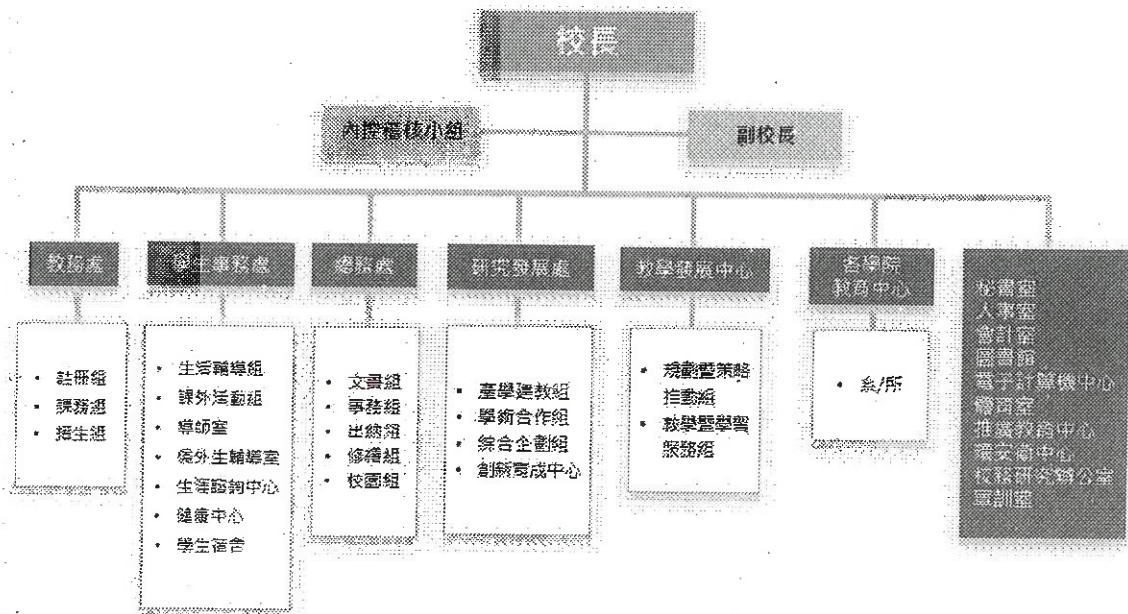 校長
內控稽核小組
副校長
教務處
學生事務處
總務處
研究發展處
教學發展中心
各學院
教育中心
秘書室
人事室
會計室
圖書館
電子計算機中心
體育室
推廣教育中心
環安衛中心
校務研究辦公室
軍訓室
• 註冊組
• 課務組
• 招生組
• 生活輔導組
• 課外活動組
• 導師室
• 境外生輔導室
• 生涯諮詢中心
• 健康中心
• 學生宿舍
• 文書組
• 事務組
• 出納組
• 修繕組
• 校園組
• 產學建教組
• 學術合作組
• 綜合企劃組
• 創新育成中心
• 規劃暨策略
推動組
• 教學暨學習
服務組
• 系/所